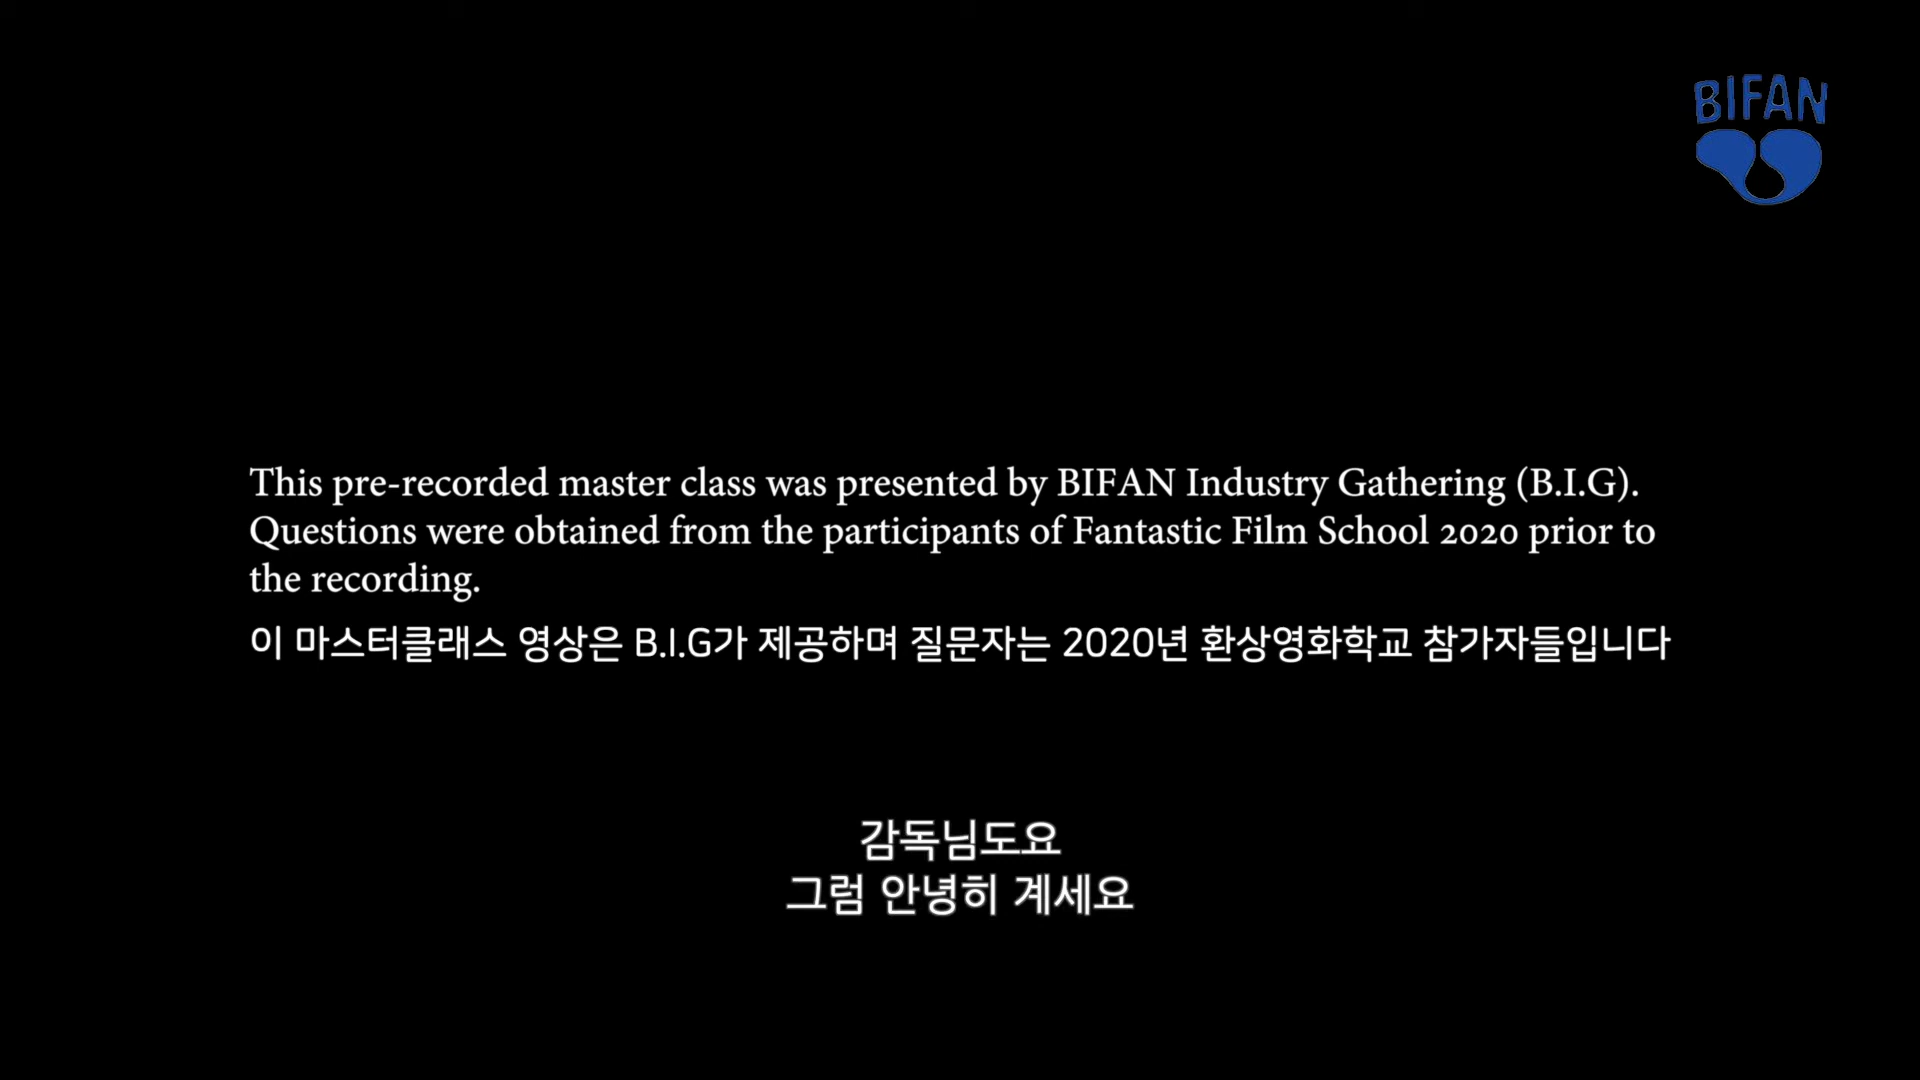 BIFAN
This pre-recorded master class was presented by BIFAN Industry Gathering (B.I.G).
Questions were obtained from the participants of Fantastic Film School 2020 prior to
the recording.
이 마스터클래스 영상은 B.I.G가 제공하며 질문자는 2020년 환상영화학교 참가자들입니다
감독님도요
그럼 안녕히 계세요